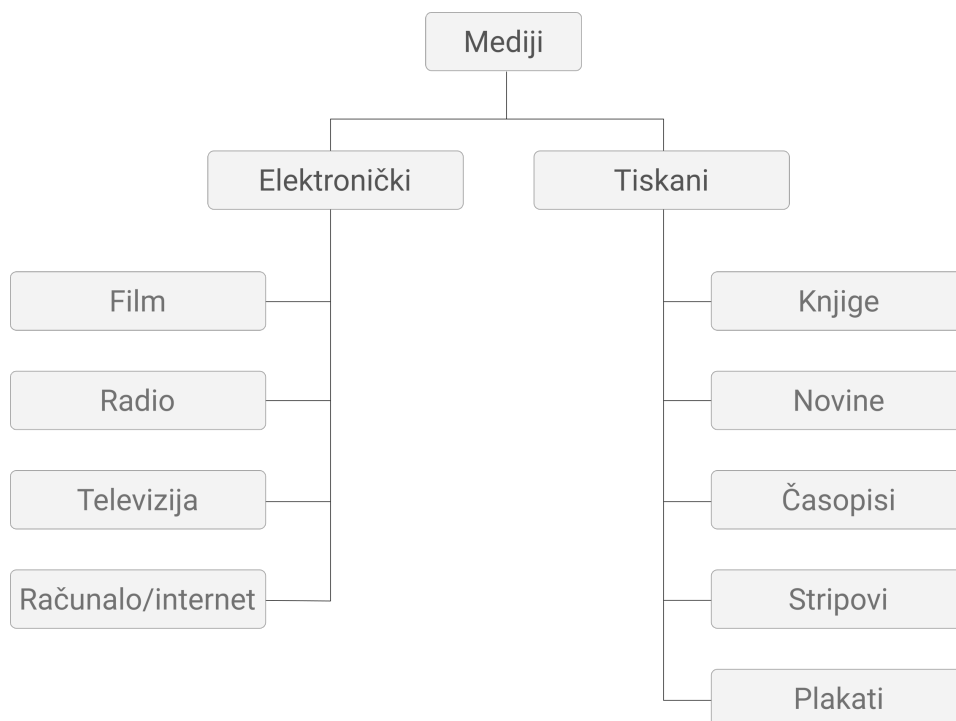 Mediji
Elektronički
Tiskani
Film
Knjige
Radio
Novine
Televizija
Časopisi
Računalo/internet
Stripovi
Plakati